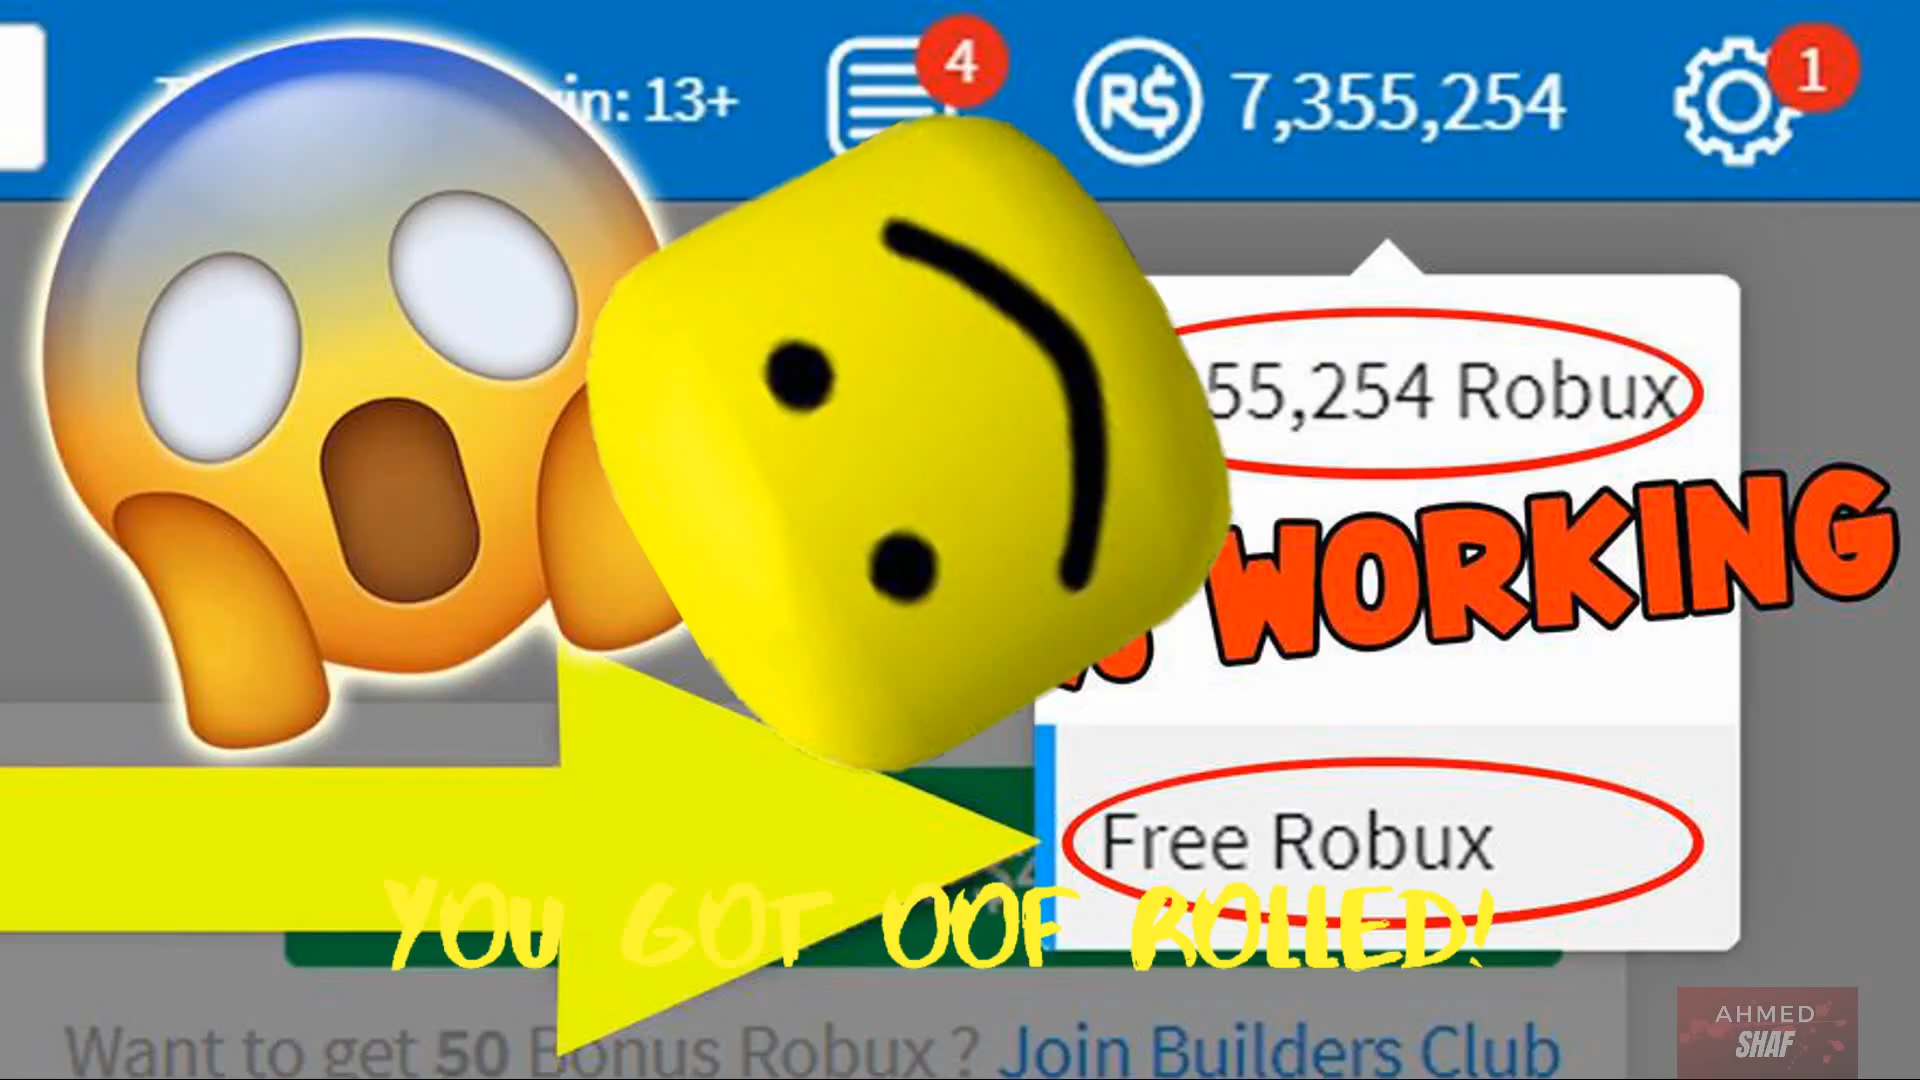 in: 13+
4
R$ 7,355,254
1
55,254 Robux
WORKING
Free Robux
YOU GOT OOF ROLLED!
Want to get 50 Bonus Robux ? Join Builders Club
AHMED
SHAF